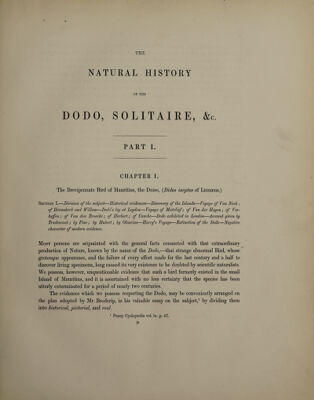 THE
NATURAL HISTORY
OF THE
DODO, SOLITAIRE, &c.
PART I.
CHAPTER I.
The Brevipennate Bird of Mauritius, the Dodo, (Didus ineptus of LINNÆUS.)
SECTION I.—Division of the subject—Historical evidences—Discovery of the Islands—Voyage of Van Neck;
of Heemskerk and Willem—Dodo's leg at Leyden—Voyage of Matelief; of Van der Hagen; of Ver-
huffen; of Van den Broecke; of Herbert; of Cauche—Dodo exhibited in London—Account given by
Tradescant; by Piso; by Hubert; by Olearius—Harry's Voyage—Extinction of the Dodo—Negative
character of modern evidence.
MOST persons are acquainted with the general facts connected with that extraordinary
production of Nature, known by the name of the Dodo,—that strange abnormal Bird, whose
grotesque appearance, and the failure of every effort made for the last century and a half to
discover living specimens, long caused its very existence to be doubted by scientific naturalists.
We possess, however, unquestionable evidence that such a bird formerly existed in the small
Island of Mauritius, and it is ascertained with no less certainty that the species has been
utterly exterminated for a period of nearly two centuries.
The evidences which we possess respecting the Dodo, may be conveniently arranged on
the plan adopted by Mr Broderip, in his valuable essay on the subject,¹ by dividing them
into historical, pictorial, and real.
¹ Penny Cyclopædia vol. ix. p. 47.
B